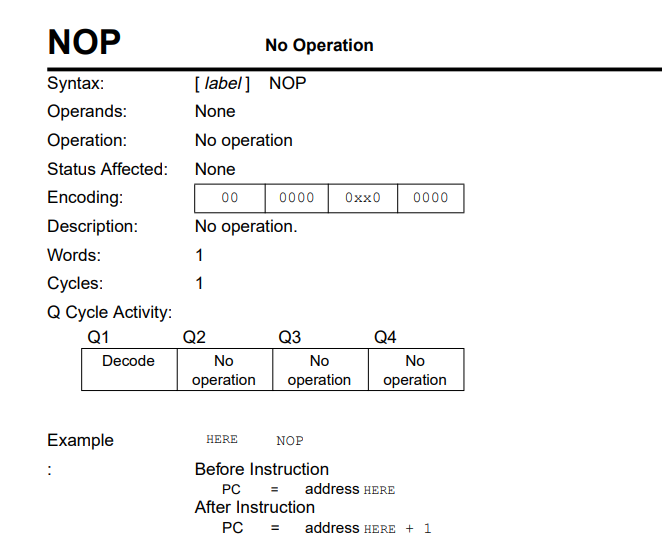 NOP No Operation
Syntax: [ label ] NOP
Operands: None
Operation: No operation
Status Affected: None
Encoding: 00 0000 0xx0 0000
Description: No operation.
Words: 1
Cycles: 1
Q Cycle Activity:
Q1 Q2 Q3 Q4
Decode No No No
operation operation operation
Example HERE NOP
: Before Instruction
PC = address HERE
After Instruction
PC = address HERE + 1